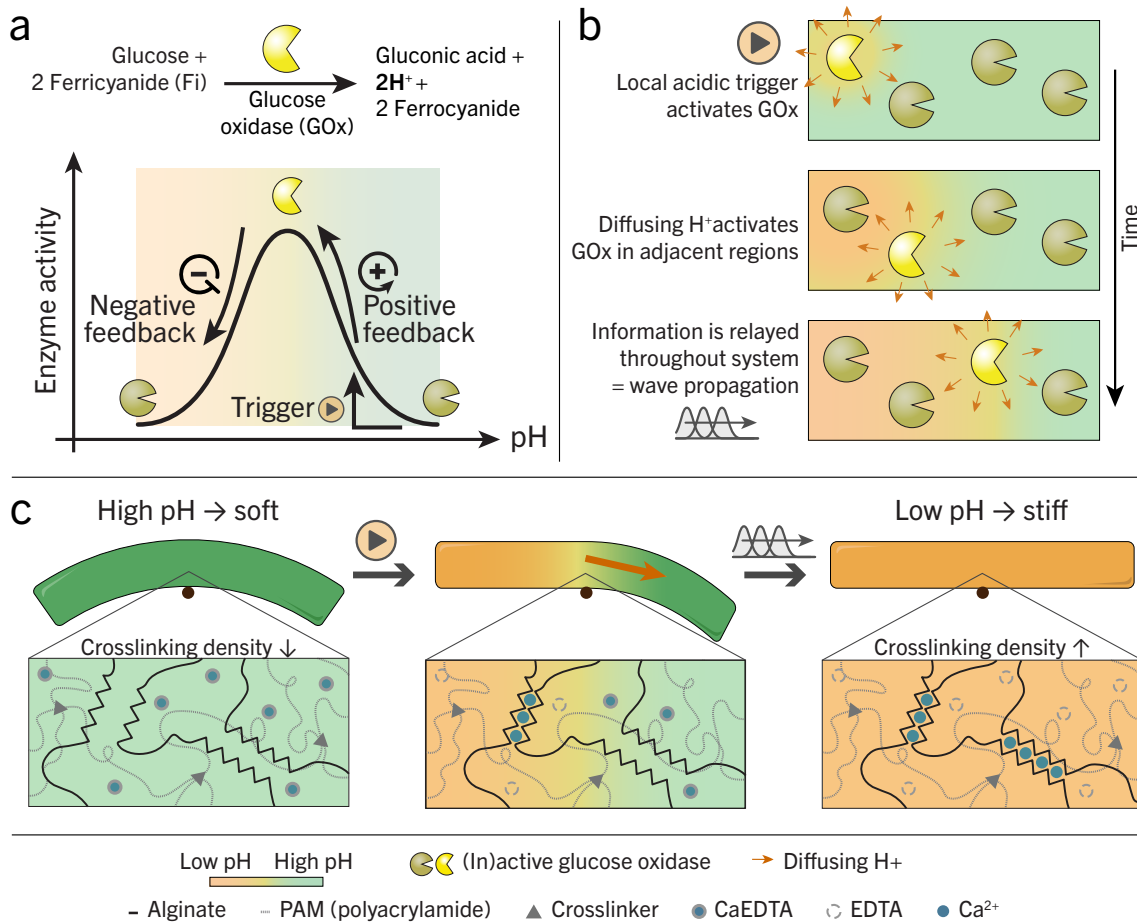 a
Glucose +
2 Ferricyanide (Fi)
Glucose
oxidase (GOx)
Gluconic acid +
2H⁺ +
2 Ferrocyanide
Enzyme activity
Negative
feedback
-
+
Positive
feedback
Trigger
pH
b
Local acidic trigger
activates GOx
Diffusing H⁺activates
GOx in adjacent regions
Information is relayed
throughout system
= wave propagation
Time
c
High pH → soft
Low pH → stiff
Crosslinking density ↓
Crosslinking density ↑
Low pH High pH
(In)active glucose oxidase
Diffusing H+
Alginate
PAM (polyacrylamide)
Crosslinker
CaEDTA
EDTA
Ca²⁺